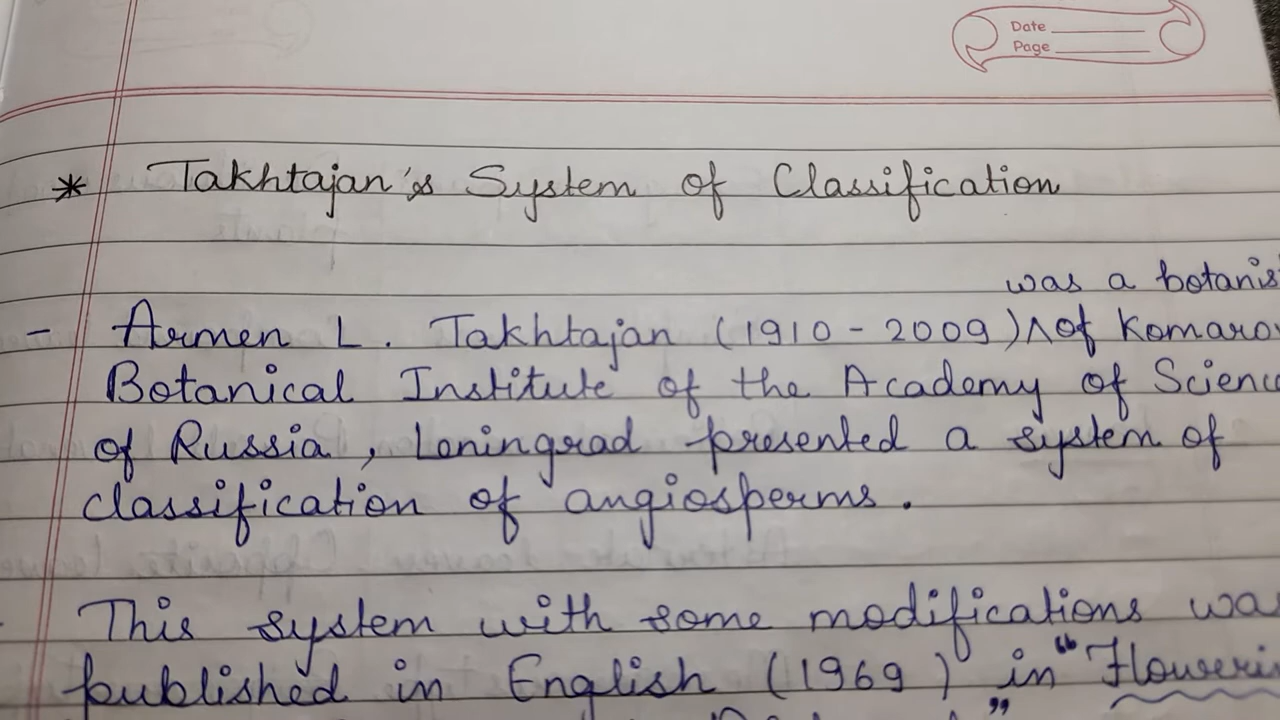 Date
Page
* Takhtajan's System of Classification
was a botanis
- Armen L. Takhtajan (1910 - 2009) ∧ of Komaro
Botanical Institute of the Academy of Scienc
of Russia, Leningrad presented a system of
classification of angiosperms.
- This system with some modifications wa
published in English (1969) in "Floweri
"